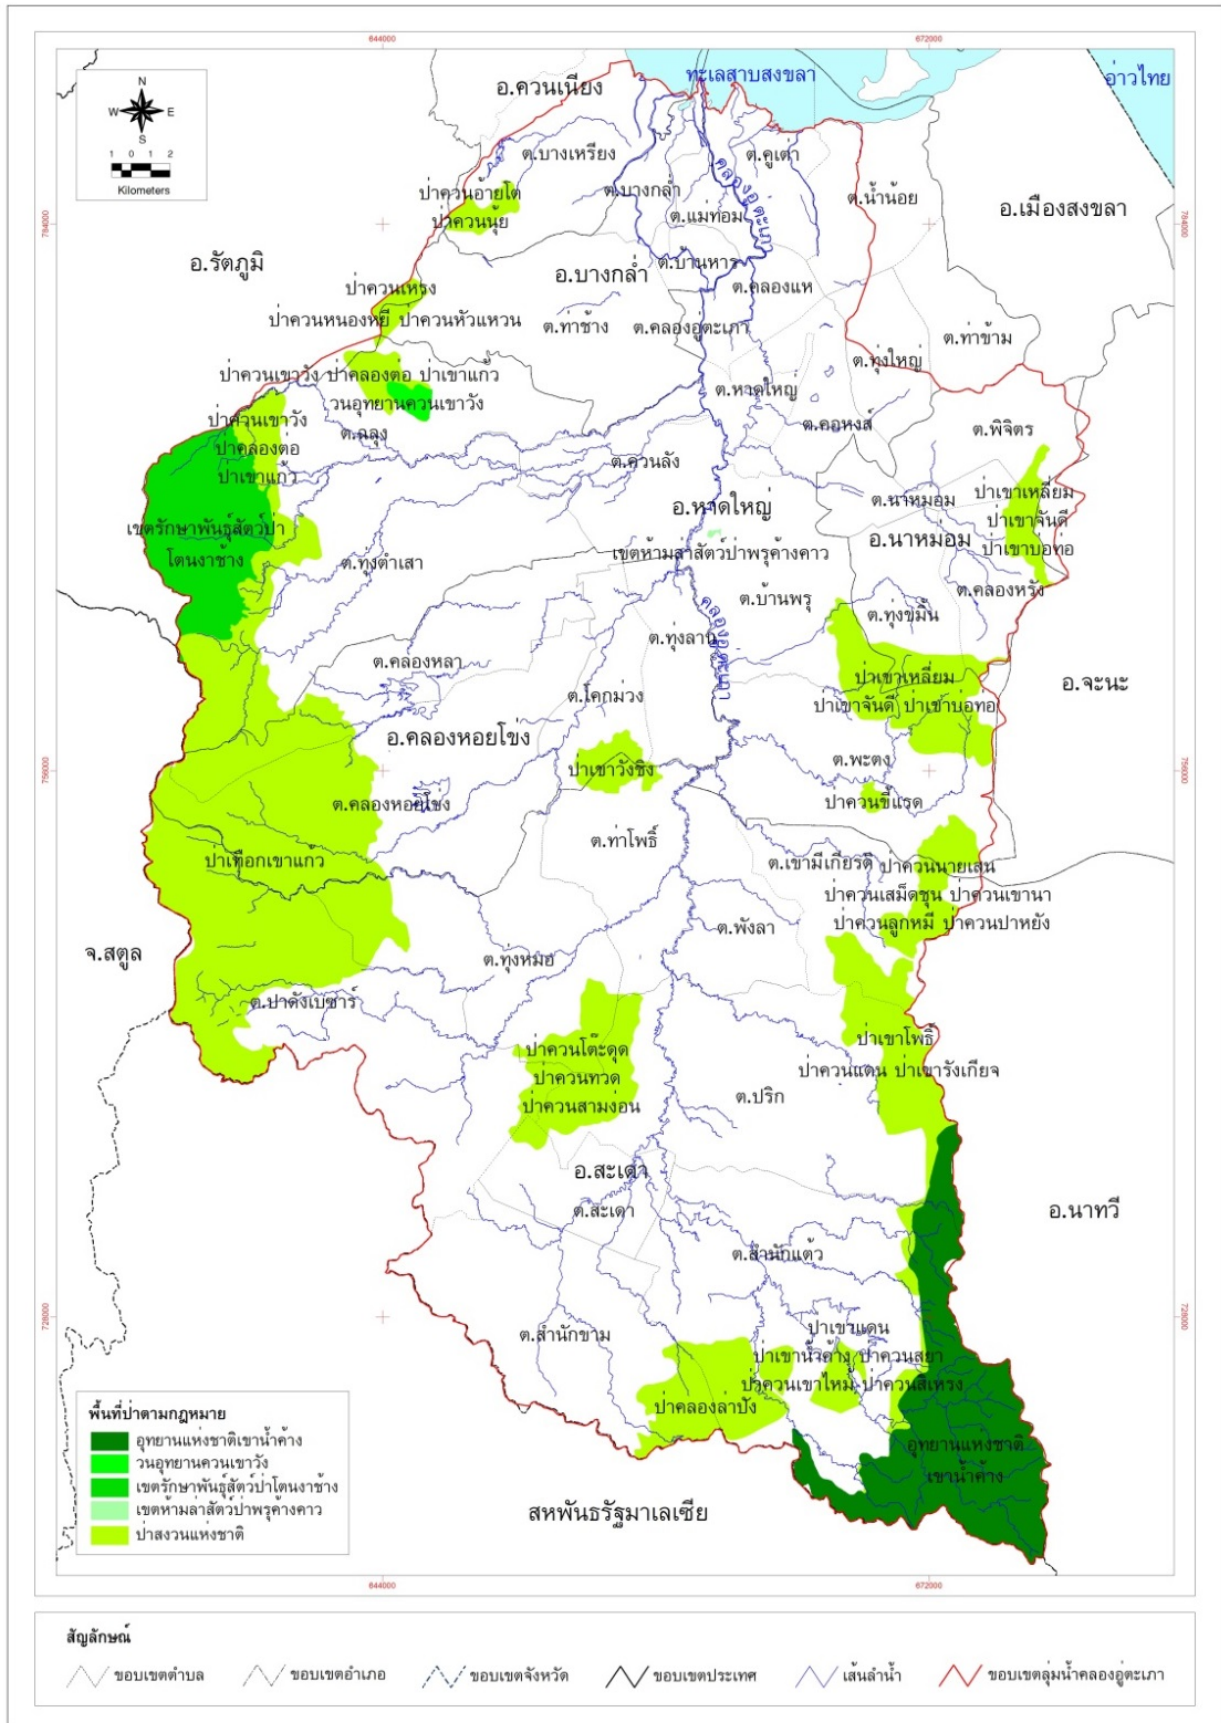 644000
672000
ทะเลสาบสงขลา
อ่าวไทย
อ.ควนเนียง
N
W
E
S
1 0 1 2
Kilometers
ต.บางเหรียง
ต.คูเต่า
ป่าควนอ้ายโต
ป่าควนนุ้ย
ต.บางกล่ำ
คลองอู่ตะเภา
ต.น้ำน้อย
ต.แม่ทอม
อ.เมืองสงขลา
784000
784000
อ.รัตภูมิ
อ.บางกล่ำ
ต.บ้านหาร
ต.คลองแห
ป่าควนเหรง
ป่าควนหนองหยี ป่าควนหัวแหวน
ต.ท่าช้าง
ต.คลองอู่ตะเภา
ต.ท่าข้าม
ต.ทุ่งใหญ่
ป่าควนเขาวัง ป่าคลองต่อ ป่าเขาแก้ว
วนอุทยานควนเขาวัง
ต.หาดใหญ่
ป่าควนเขาวัง
ป่าคลองต่อ
ป่าเขาแก้ว
ต.ฉลุง
ต.คอหงส์
ต.พิจิตร
ต.ควนลัง
ต.นาหม่อม
ป่าเขาเหลี่ยม
ป่าเขาจันดี
ป่าเขาบ่อทอ
อ.หาดใหญ่
เขตรักษาพันธุ์สัตว์ป่า
โตนงาช้าง
อ.นาหม่อม
เขตห้ามล่าสัตว์ป่าพรุค้างคาว
ต.ทุ่งตำเสา
ต.คลองหรัง
ต.บ้านพรุ
ต.ทุ่งขมิ้น
คลองอู่ตะเภา
ต.ทุ่งลาน
ต.คลองหลา
ป่าเขาเหลี่ยม
ป่าเขาจันดี ป่าเขาบ่อทอ
อ.จะนะ
ต.โคกม่วง
อ.คลองหอยโข่ง
756000
756000
ป่าเขาวังชิง
ต.พะตง
ต.คลองหอยโข่ง
ป่าควนขี้แรด
ต.ท่าโพธิ์
ป่าเทือกเขาแก้ว
ต.เขามีเกียรติ
ป่าควนนายเส้น
ป่าควนเสม็ดชุน ป่าควนเขานา
ป่าควนลูกหมี ป่าควนปาหยัง
ต.พังลา
จ.สตูล
ต.ทุ่งหมอ
ต.ปาดังเบซาร์
ป่าควนโต๊ะดุด
ป่าควนทวด
ป่าควนสามง่อน
ป่าเขาโพธิ์
ป่าควนแดน ป่าเขารังเกียจ
ต.ปริก
อ.สะเดา
ต.สะเดา
อ.นาทวี
ต.สำนักแต้ว
728000
728000
ต.สำนักขาม
ป่าเขาแดน
ป่าเขาน้ำค้าง ป่าควนสยา
ป่าควนเขาไหม้ ป่าควนสิเหรง
ป่าคลองลำปัง
อุทยานแห่งชาติ
เขาน้ำค้าง
สหพันธรัฐมาเลเซีย
พื้นที่ป่าตามกฎหมาย
อุทยานแห่งชาติเขาน้ำค้าง
วนอุทยานควนเขาวัง
เขตรักษาพันธุ์สัตว์ป่าโตนงาช้าง
เขตห้ามล่าสัตว์ป่าพรุค้างคาว
ป่าสงวนแห่งชาติ
644000
672000
สัญลักษณ์
ขอบเขตตำบล
ขอบเขตอำเภอ
ขอบเขตจังหวัด
ขอบเขตประเทศ
เส้นลำน้ำ
ขอบเขตลุ่มน้ำคลองอู่ตะเภา